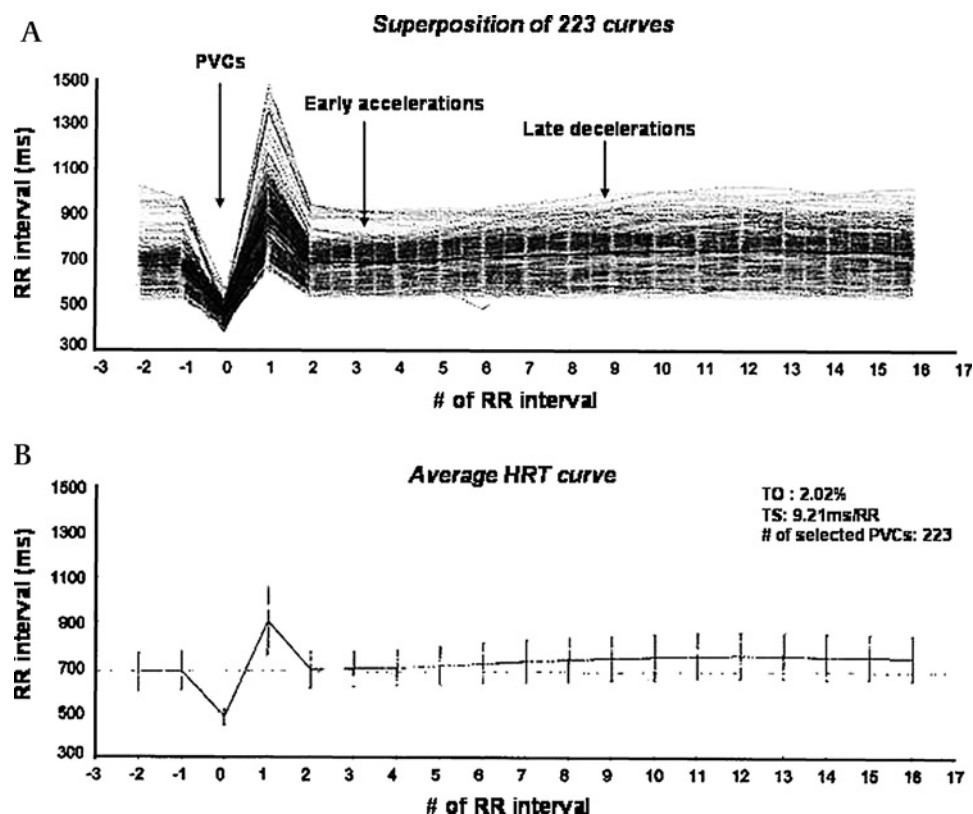 A
Superposition of 223 curves
PVCs
Early accelerations
Late decelerations
RR interval (ms)
1500
1300
1100
900
700
500
300
-3 -2 -1 0 1 2 3 4 5 6 7 8 9 10 11 12 13 14 15 16 17
# of RR interval
B
Average HRT curve
TO : 2.02%
TS: 9.21ms/RR
# of selected PVCs: 223
RR interval (ms)
1500
1300
1100
900
700
500
300
-3 -2 -1 0 1 2 3 4 5 6 7 8 9 10 11 12 13 14 15 16 17
# of RR interval